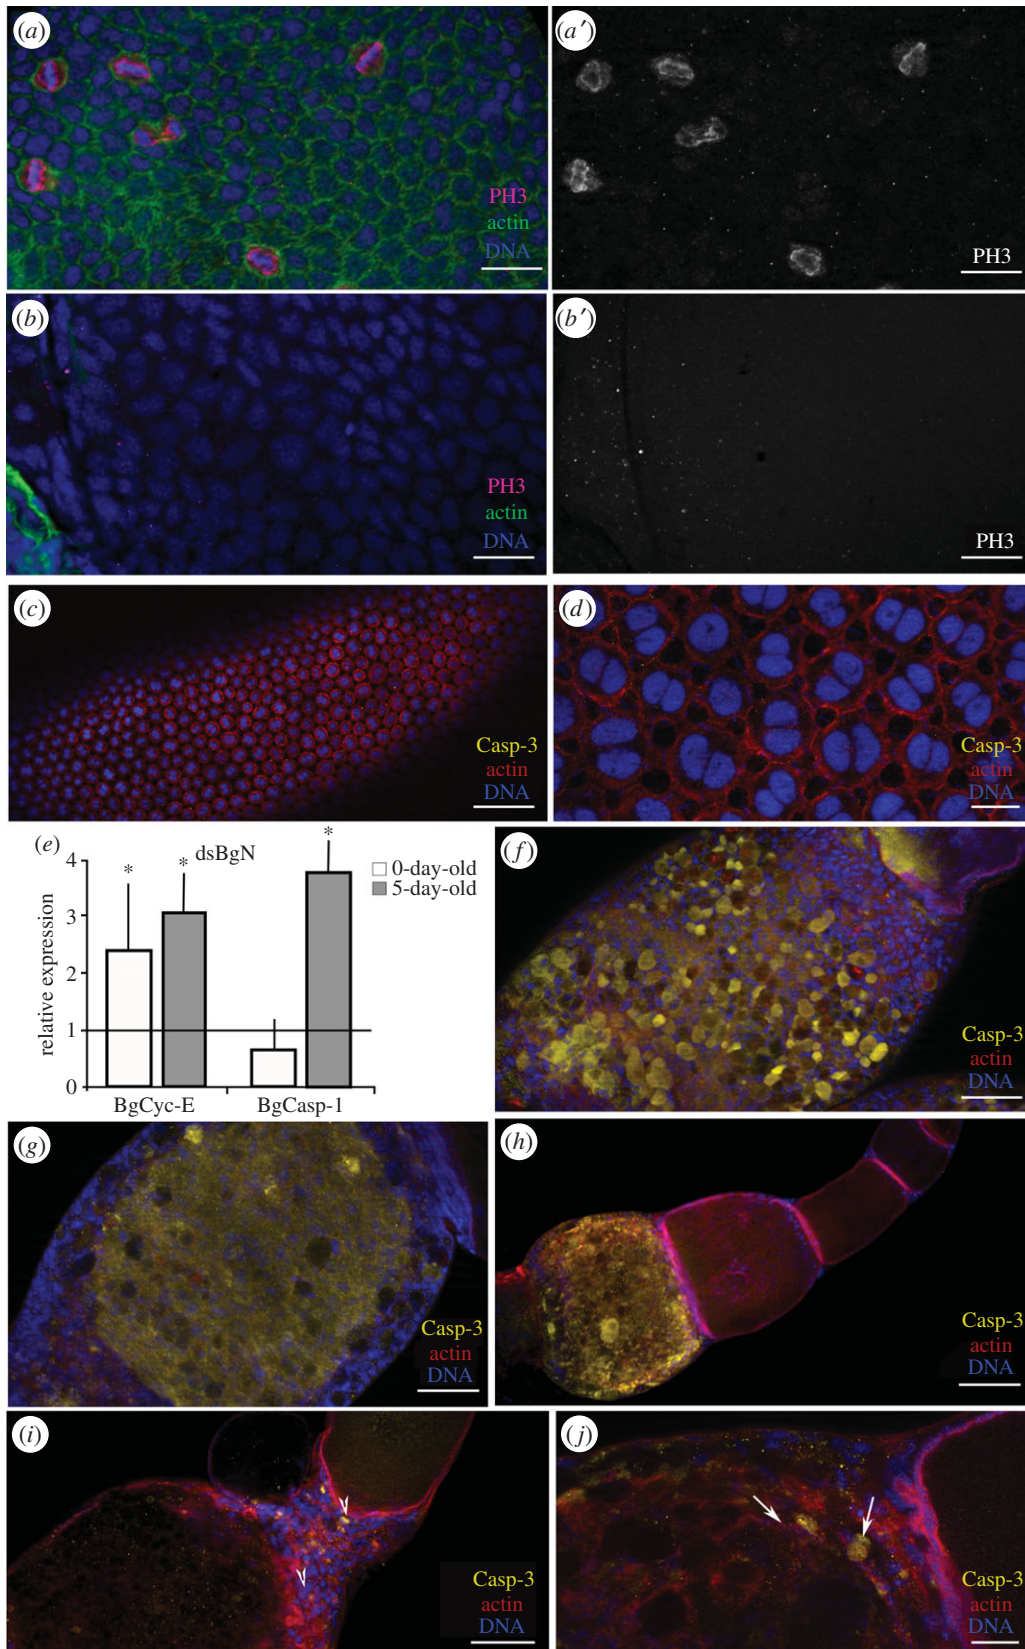 (a)
PH3
actin
DNA
(a′)
PH3
(b)
PH3
actin
DNA
(b′)
PH3
(c)
Casp-3
actin
DNA
(d)
Casp-3
actin
DNA
(e)
dsBgN
0-day-old
5-day-old
relative expression
4
3
2
1
0
*
*
*
BgCyc-E
BgCasp-1
(f)
Casp-3
actin
DNA
(g)
Casp-3
actin
DNA
(h)
Casp-3
actin
DNA
(i)
Casp-3
actin
DNA
(j)
Casp-3
actin
DNA